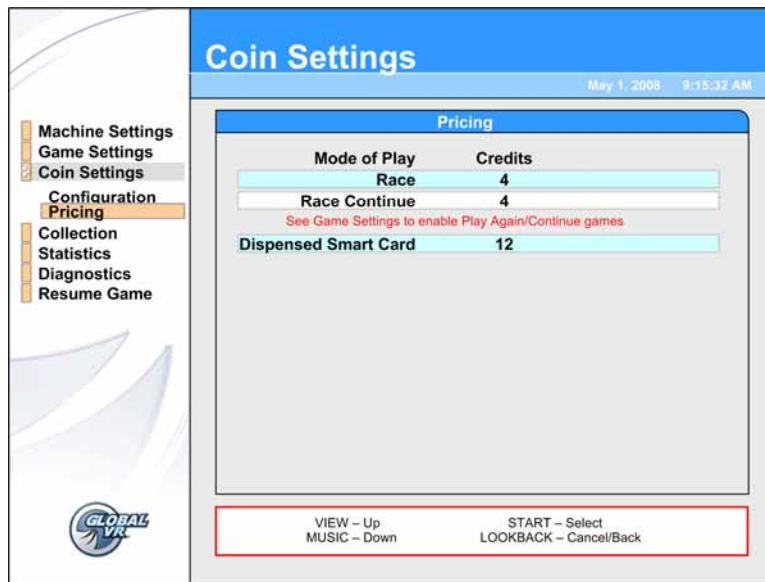 Coin Settings
May 1, 2008 9:15:32 AM
Machine Settings
Game Settings
Coin Settings
Configuration
Pricing
Collection
Statistics
Diagnostics
Resume Game
Pricing
Mode of Play Credits
Race 4
Race Continue 4
See Game Settings to enable Play Again/Continue games
Dispensed Smart Card 12
GLOBAL
VR
VIEW – Up START – Select
MUSIC – Down LOOKBACK – Cancel/Back